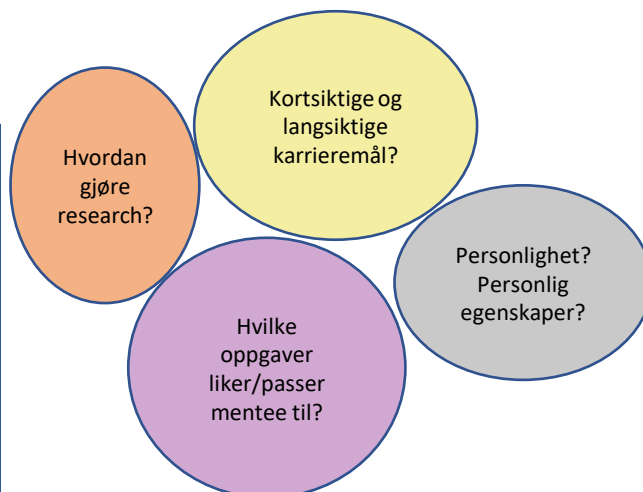 Kortsiktige og
langsiktige
karrieremål?
Hvordan
gjøre
research?
Personlighet?
Personlig
egenskaper?
Hvilke
oppgaver
liker/passer
mentee til?